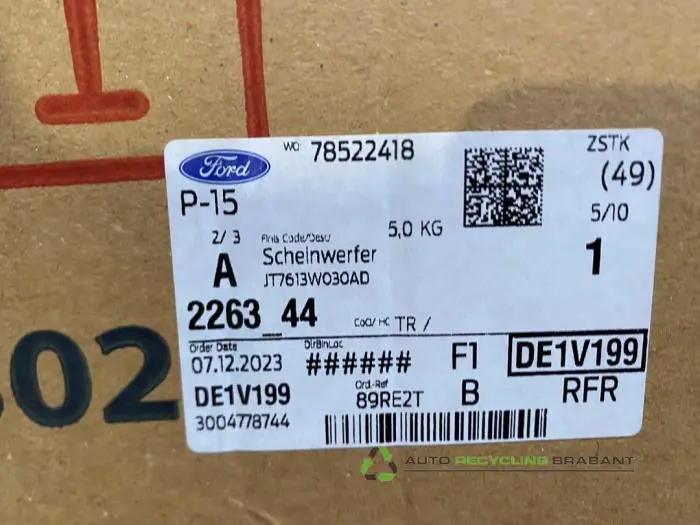 Ford
WO 78522418
ZSTK
(49)
P-15
5/10
2/ 3
5,0 KG
Finis Code/Desc
A
Scheinwerfer
1
JT7613W030AD
2263_44
CoO/ HC TR /
Order Date
DirBinLoc
07.12.2023
######
F1
DE1V199
DE1V199
Ord.-Ref
89RE2T
B
RFR
3004778744
02
AUTO RECYCLING BRABANT